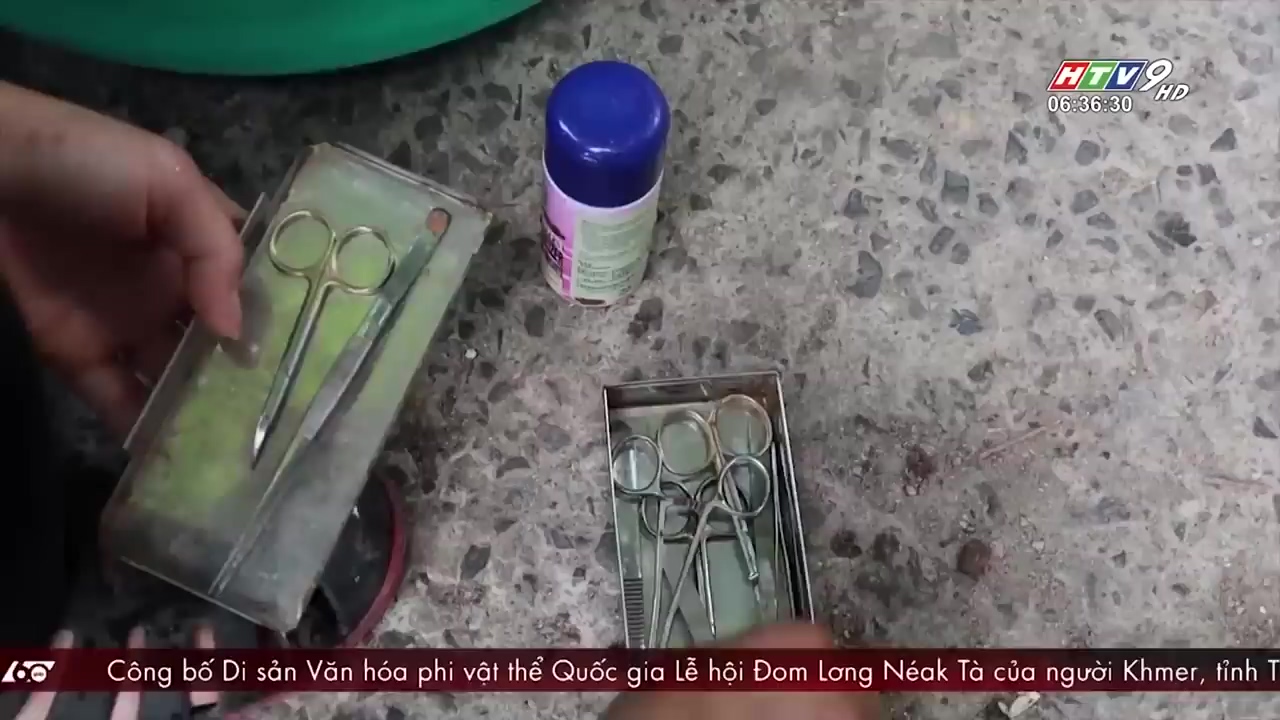 HTV9 HD
06:36:30
60 Công bố Di sản Văn hóa phi vật thể Quốc gia Lễ hội Đom Lơng Néak Tà của người Khmer, tỉnh T